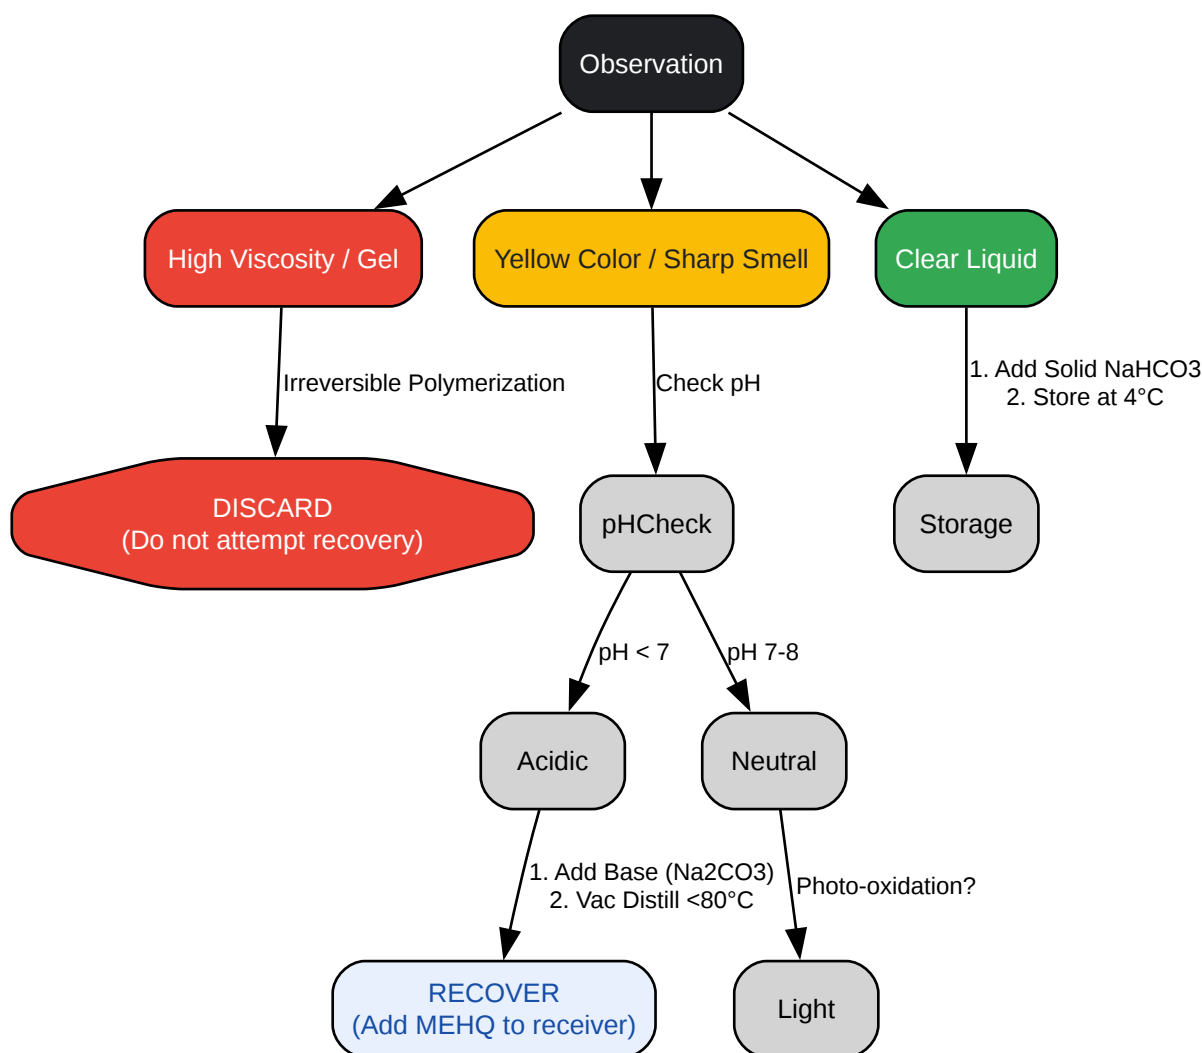 Observation
High Viscosity / Gel
Yellow Color / Sharp Smell
Clear Liquid
Irreversible Polymerization
Check pH
1. Add Solid NaHCO3
2. Store at 4°C
DISCARD
(Do not attempt recovery)
pHCheck
Storage
pH < 7
pH 7-8
Acidic
Neutral
1. Add Base (Na2CO3)
2. Vac Distill <80°C
Photo-oxidation?
RECOVER
(Add MEHQ to receiver)
Light